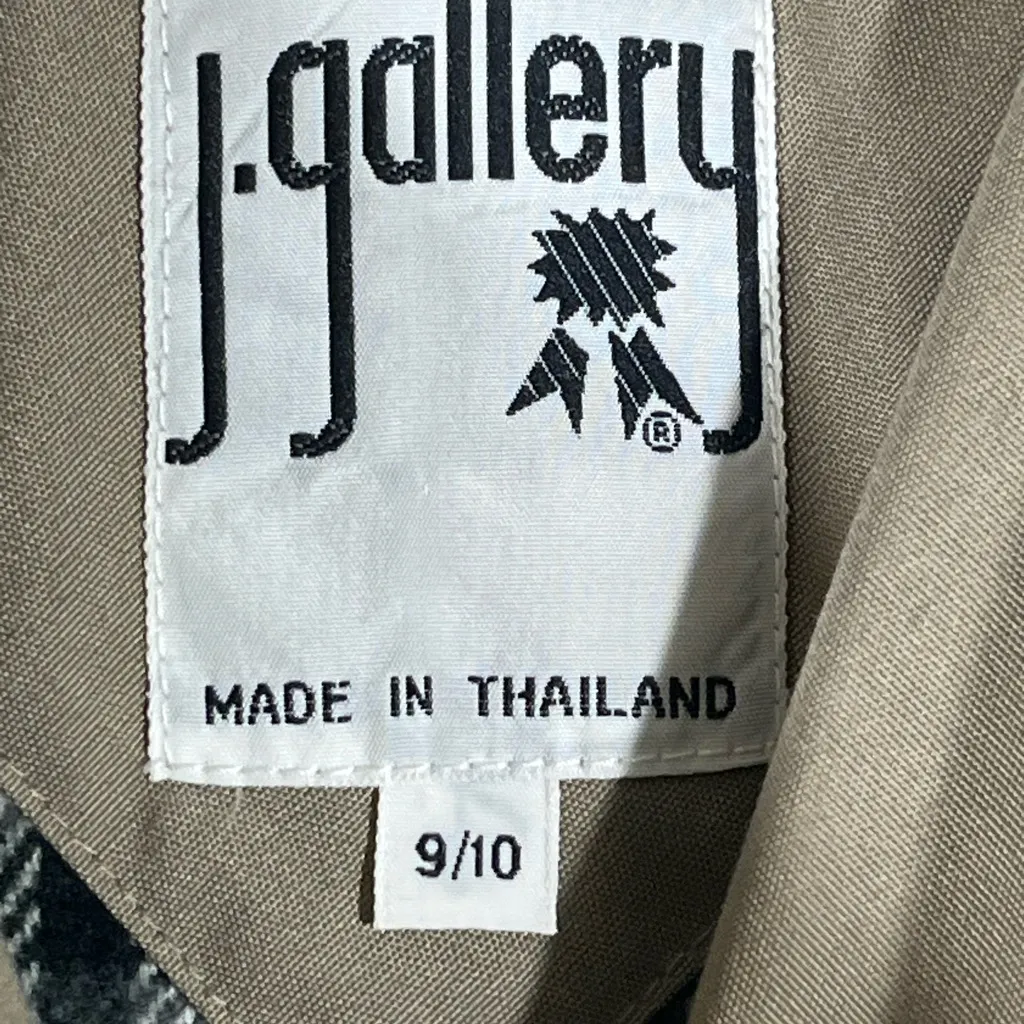 j.gallery
®
MADE IN THAILAND
9/10